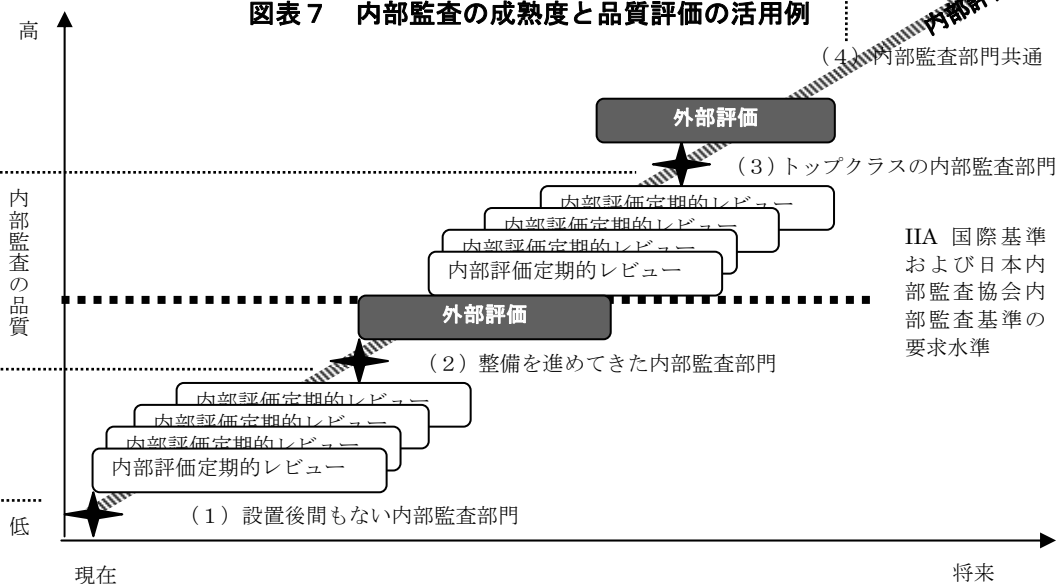 図表７　内部監査の成熟度と品質評価の活用例
高
内部評
（４）内部監査部門共通
外部評価
（３）トップクラスの内部監査部門
内部監査の品質
内部評価定期的レビュー
内部評価定期的レビュー
内部評価定期的レビュー
内部評価定期的レビュー
IIA 国際基準
および日本内
部監査協会内
部監査基準の
要求水準
外部評価
（２）整備を進めてきた内部監査部門
内部評価定期的レビュー
内部評価定期的レビュー
内部評価定期的レビュー
内部評価定期的レビュー
（１）設置後間もない内部監査部門
低
現在
将来